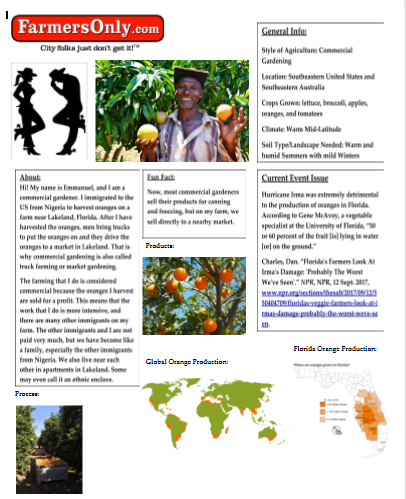 FarmersOnly.com
City folks just don't get it!™
General Info:
Style of Agriculture: Commercial
Gardening
Location: Southeastern United States and
Southeastern Australia
Crops Grown: lettuce, broccoli, apples,
oranges, and tomatoes
Climate: Warm Mid-Latitude
Soil Type/Landscape Needed: Warm and
humid Summers with mild Winters
About:
Hi! My name is Emmanuel, and I am a
commercial gardener. I immigrated to the
US from Nigeria to harvest oranges on a
farm near Lakeland, Florida. After I have
harvested the oranges, men bring trucks
to put the oranges on and they drive the
oranges to a market in Lakeland. That is
why commercial gardening is also called
truck farming or market gardening.
The farming that I do is considered
commercial because the oranges I harvest
are sold for a profit. This means that the
work that I do is more intensive, and
there are many other immigrants on my
farm. The other immigrants and I are not
paid very much, but we have become like
a family, especially the other immigrants
from Nigeria. We also live near each
other in apartments in Lakeland. Some
may even call it an ethnic enclave.
Process:
Fun Fact:
Now, most commercial gardeners
sell their products for canning
and freezing, but on my farm, we
sell directly to a nearby market.
Products:
Global Orange Production:
Current Event Issue
Hurricane Irma was extremely detrimental
to the production of oranges in Florida.
According to Gene McAvoy, a vegetable
specialist at the University of Florida, "50
or 60 percent of the fruit [is] lying in water
[or] on the ground."
Charles, Dan. "Florida's Farmers Look At
Irma's Damage: 'Probably The Worst
We've Seen'." NPR, NPR, 12 Sept. 2017,
www.npr.org/sections/thesalt/2017/09/12/5
50404709/floridas-veggie-farmers-look-at-i
rmas-damage-probably-the-worst-weve-se
en.
Florida Orange Production:
Where are oranges grown in Florida?